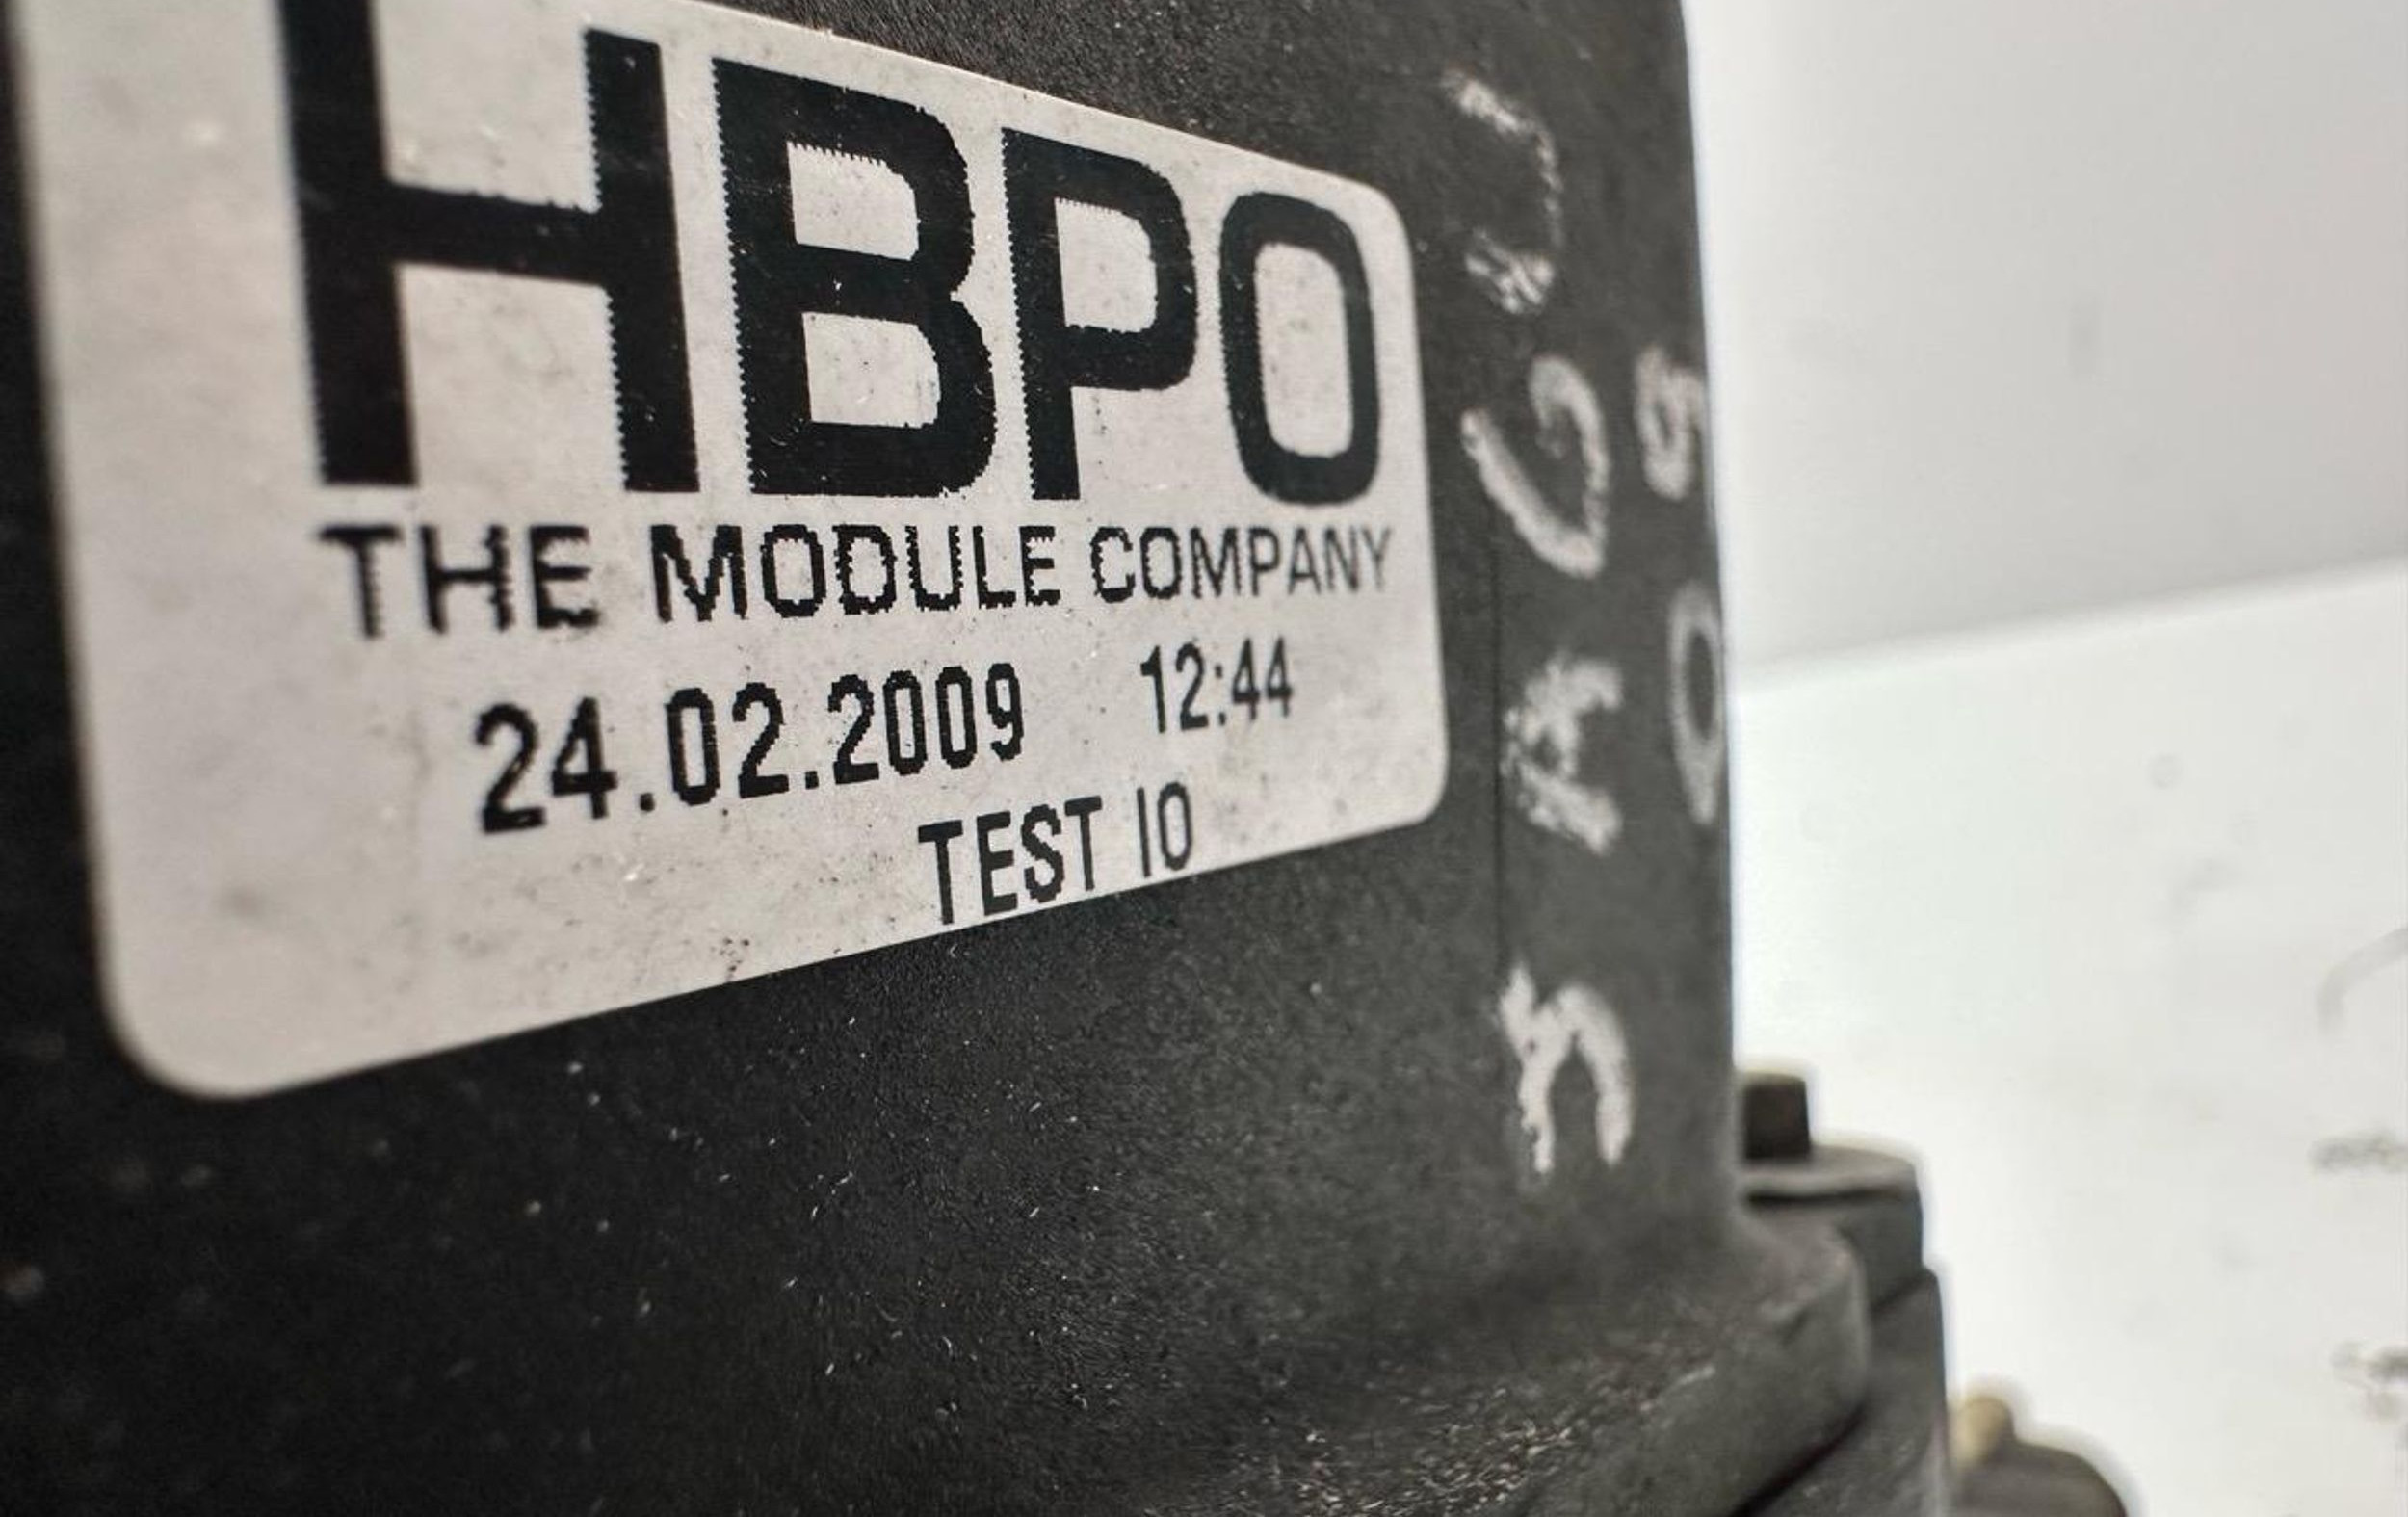 HBPO
THE MODULE COMPANY
24.02.2009 12:44
TEST IO